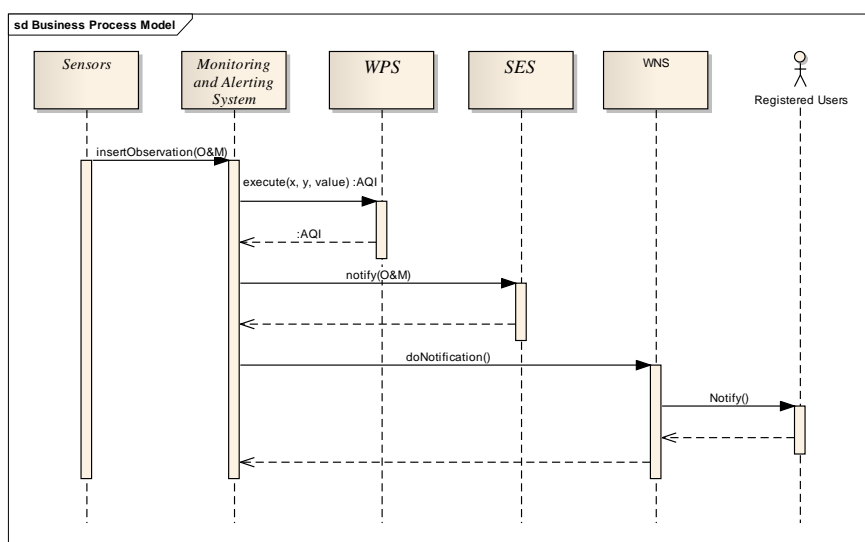 sd Business Process Model
Sensors
Monitoring
and Alerting
System
WPS
SES
WNS
Registered Users
insertObservation(O&M)
execute(x, y, value) :AQI
:AQI
notify(O&M)
doNotification()
Notify()